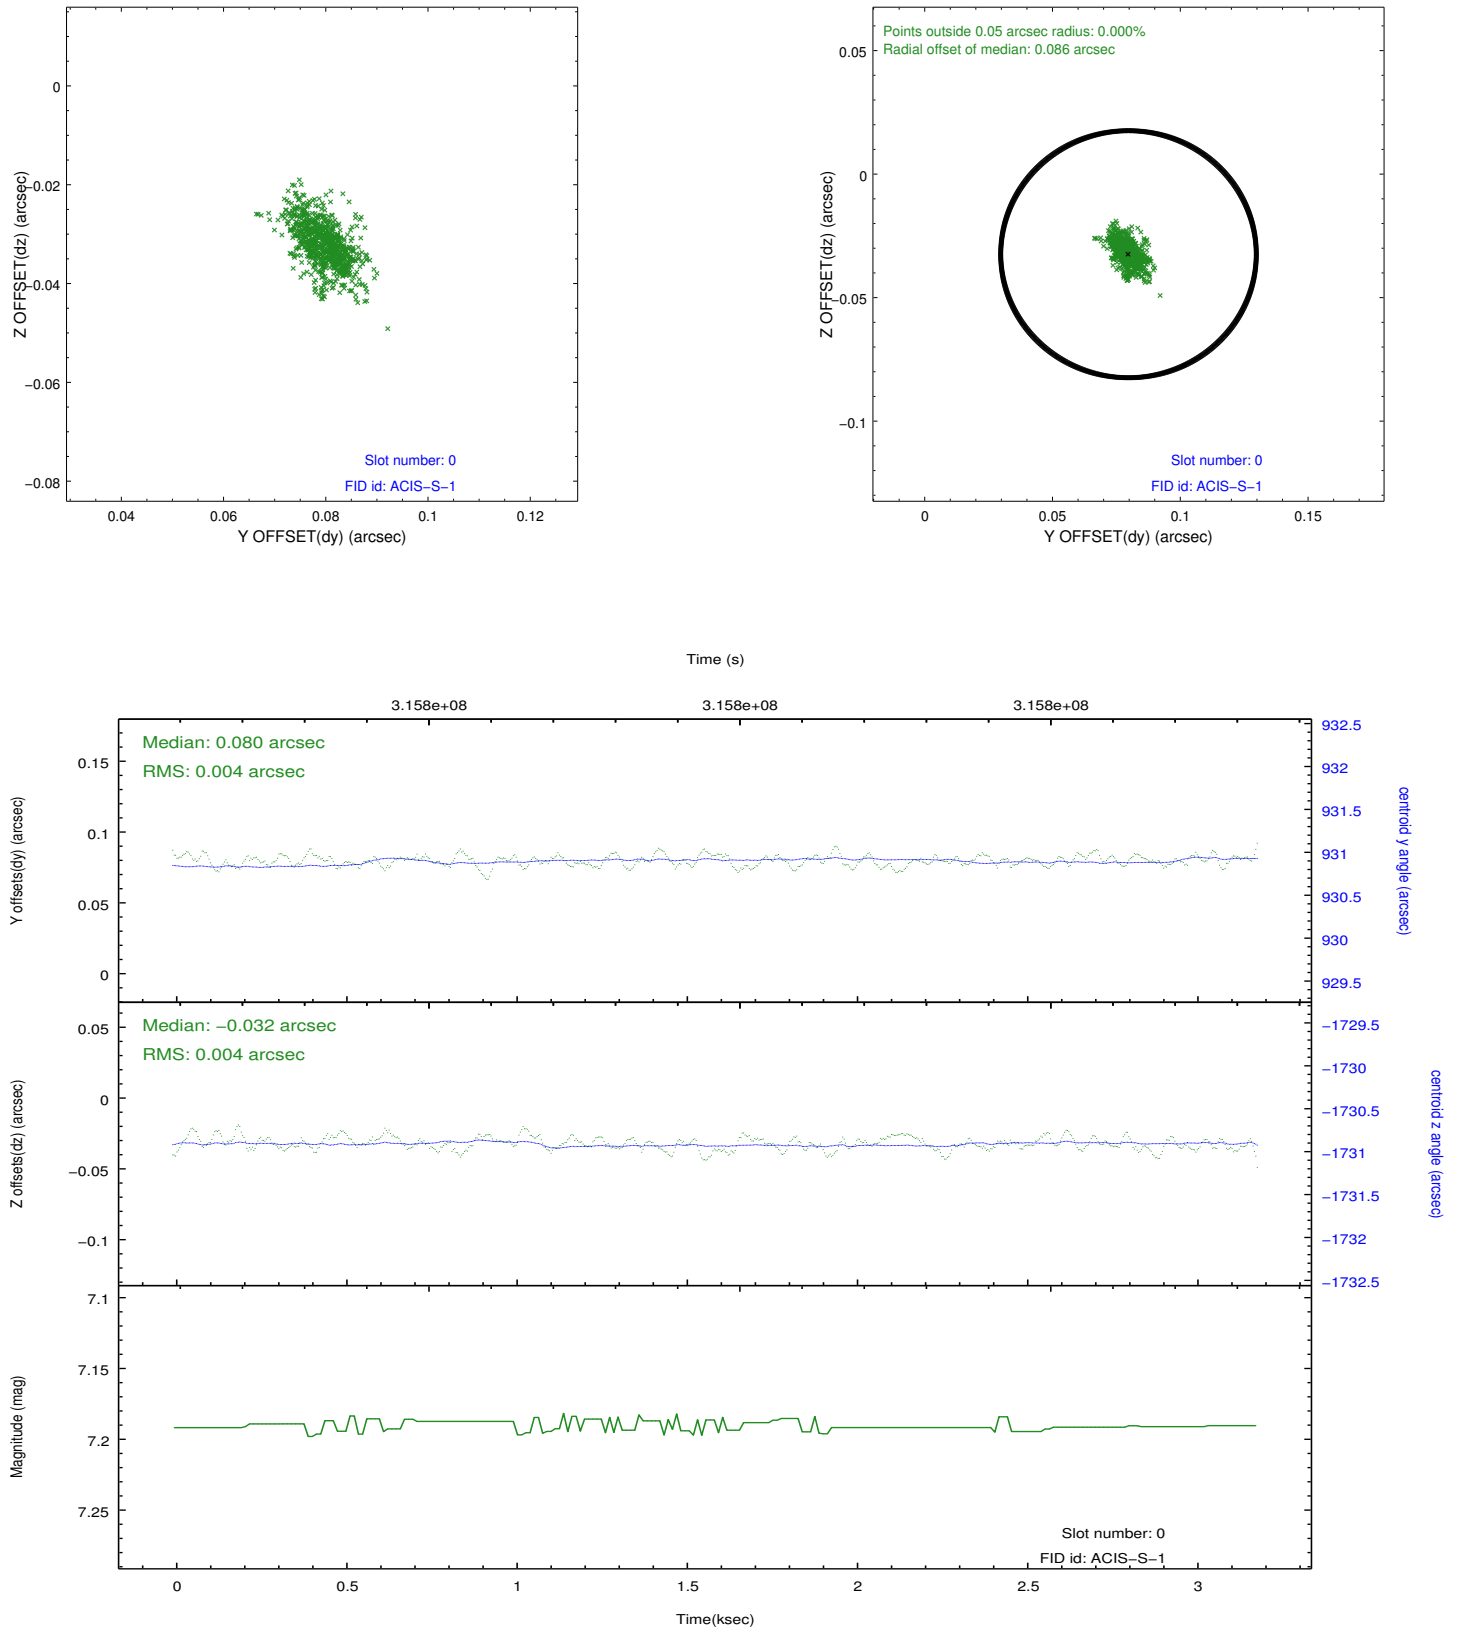 0
−0.02
−0.04
−0.06
−0.08
Z OFFSET(dz) (arcsec)
Slot number: 0
FID id: ACIS−S−1
0.04 0.06 0.08 0.1 0.12
Y OFFSET(dy) (arcsec)
Points outside 0.05 arcsec radius: 0.000%
Radial offset of median: 0.086 arcsec
0.05
0
−0.05
−0.1
Z OFFSET(dz) (arcsec)
Slot number: 0
FID id: ACIS−S−1
0 0.05 0.1 0.15
Y OFFSET(dy) (arcsec)
Time (s)
3.158e+08 3.158e+08 3.158e+08
Median: 0.080 arcsec
RMS: 0.004 arcsec
0.15
0.1
0.05
0
Y offsets(dy) (arcsec)
932.5
932
931.5
931
930.5
930
929.5
centroid y angle (arcsec)
Median: −0.032 arcsec
RMS: 0.004 arcsec
0.05
0
−0.05
−0.1
Z offsets(dz) (arcsec)
−1729.5
−1730
−1730.5
−1731
−1731.5
−1732
−1732.5
centroid z angle (arcsec)
7.1
7.15
7.2
7.25
Magnitude (mag)
Slot number: 0
FID id: ACIS−S−1
0 0.5 1 1.5 2 2.5 3
Time(ksec)